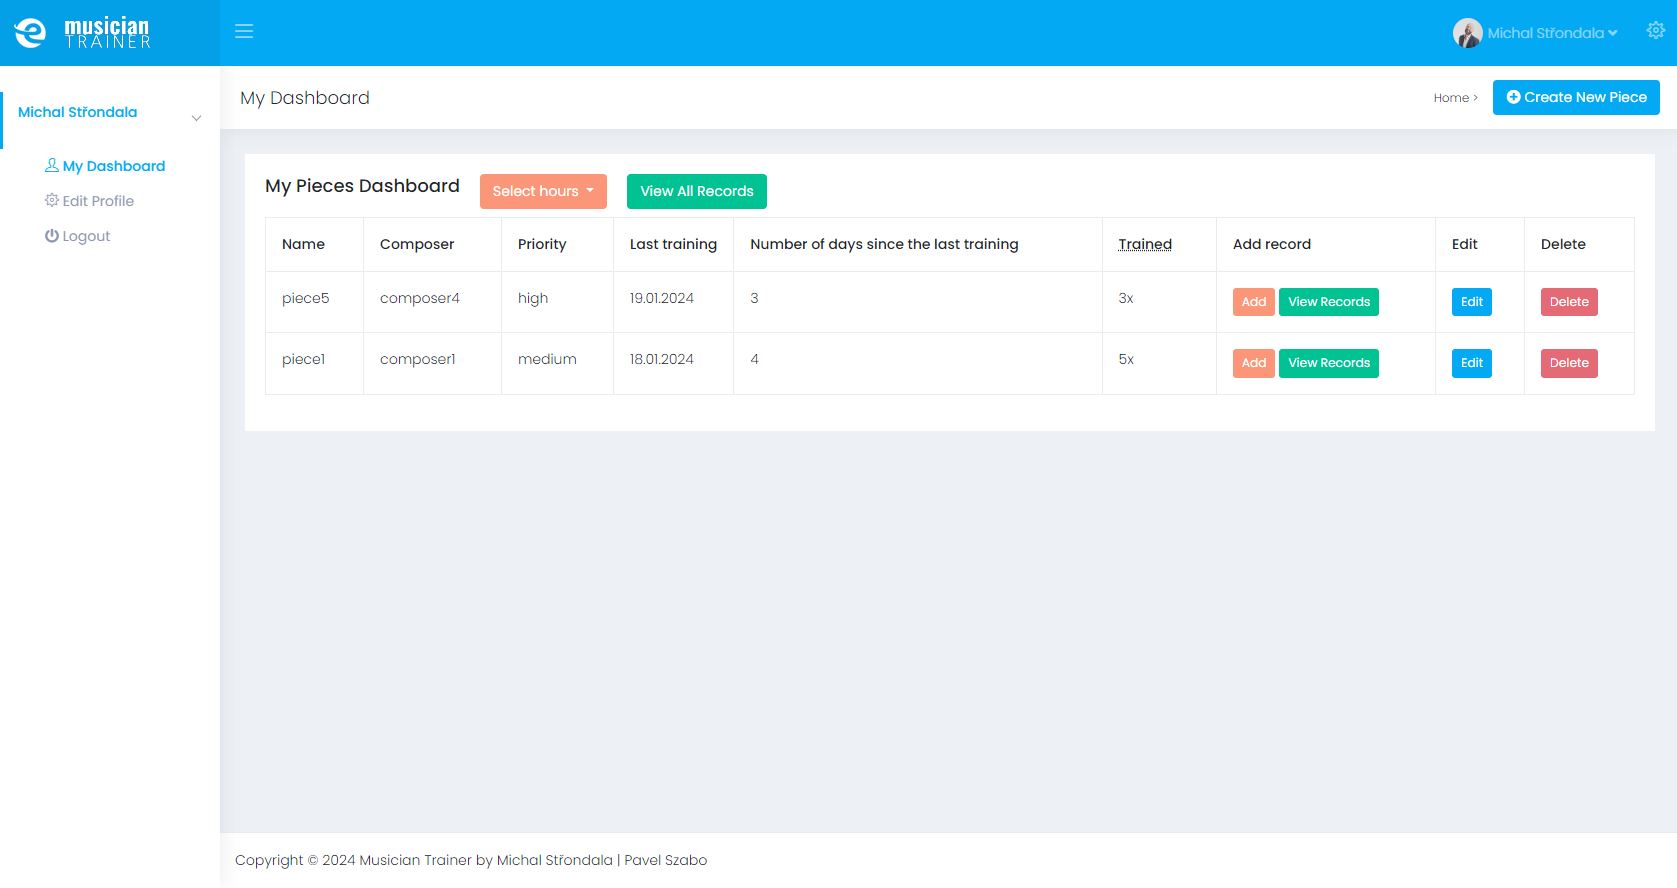 musician
TRAINER
Michal Střondala
Michal Střondala
My Dashboard
Edit Profile
Logout
My Dashboard
Home >
Create New Piece
My Pieces Dashboard
Select hours
View All Records
Name Composer Priority Last training Number of days since the last training Trained Add record Edit Delete
piece5 composer4 high 19.01.2024 3 3x Add View Records Edit Delete
piece1 composer1 medium 18.01.2024 4 5x Add View Records Edit Delete
Copyright © 2024 Musician Trainer by Michal Střondala | Pavel Szabo